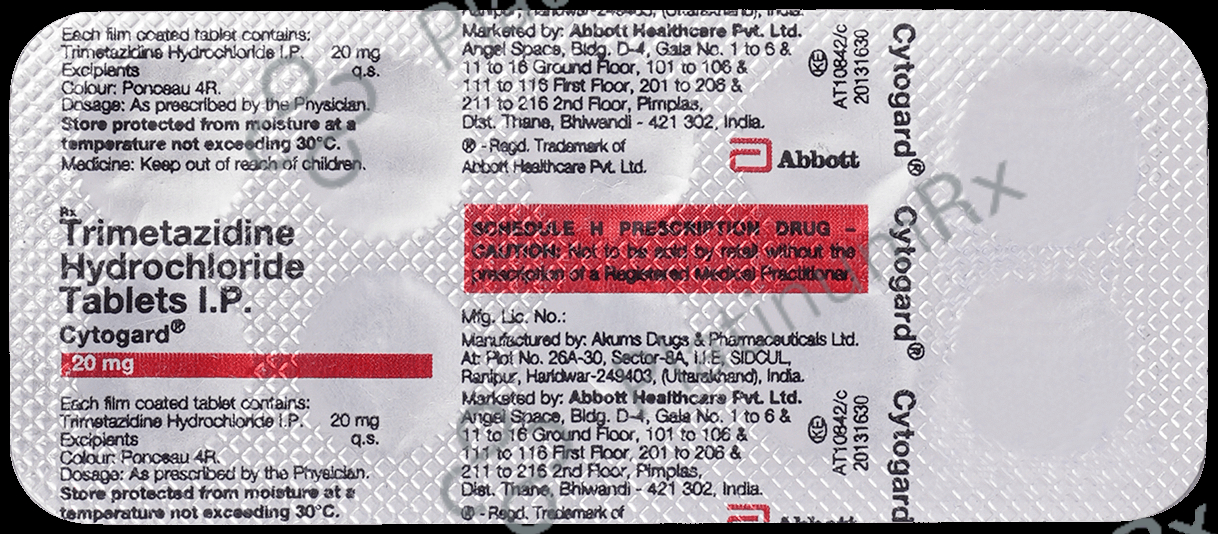 Ranipur, Haridwar-249403, (Uttarakhand), India.
Each film coated tablet contains:
Trimetazidine Hydrochloride I.P. 20 mg
Excipients q.s.
Colour: Ponceau 4R.
Dosage: As prescribed by the Physician.
Store protected from moisture at a
temperature not exceeding 30°C.
Medicine: Keep out of reach of children.
Rx
Trimetazidine
Hydrochloride
Tablets I.P.
Cytogard®
20 mg
Each film coated tablet contains:
Trimetazidine Hydrochloride I.P. 20 mg
Excipients q.s.
Colour: Ponceau 4R.
Dosage: As prescribed by the Physician.
Store protected from moisture at a
temperature not exceeding 30°C.
Marketed by: Abbott Healthcare Pvt. Ltd.
Angel Space, Bldg. D-4, Gala No. 1 to 6 &
11 to 16 Ground Floor, 101 to 106 &
111 to 116 First Floor, 201 to 206 &
211 to 216 2nd Floor, Pimplas,
Dist. Thane, Bhiwandi - 421 302, India.
® - Regd. Trademark of
Abbott Healthcare Pvt. Ltd.
Abbott
SCHEDULE H PRESCRIPTION DRUG -
CAUTION: Not to be sold by retail without the
prescription of a Registered Medical Practitioner.
Mfg. Lic. No.:
Manufactured by: Akums Drugs & Pharmaceuticals Ltd.
At: Plot No. 26A-30, Sector-8A, I.I.E, SIDCUL,
Ranipur, Haridwar-249403, (Uttarakhand), India.
Marketed by: Abbott Healthcare Pvt. Ltd.
Angel Space, Bldg. D-4, Gala No. 1 to 6 &
11 to 16 Ground Floor, 101 to 106 &
111 to 116 First Floor, 201 to 206 &
211 to 216 2nd Floor, Pimplas,
Dist. Thane, Bhiwandi - 421 302, India.
® - Regd. Trademark of
Abbott
KE
AT10842/c
20131630
KE
AT10842/c
20131630
Cytogard®
Cytogard®
Cytogard
PlatinumRx
Rx